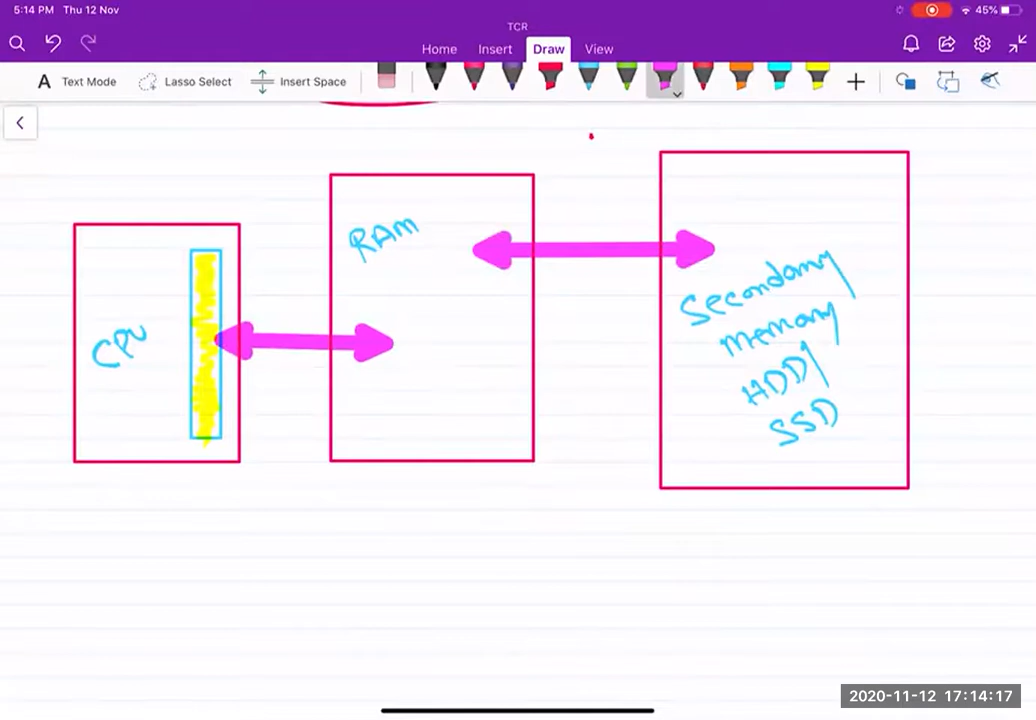 5:14 PM Thu 12 Nov
45%
TCR
Home Insert Draw View
A Text Mode Lasso Select Insert Space
RAM
CPU
Secondary
memory
HDD/
SSD
2020-11-12 17:14:17